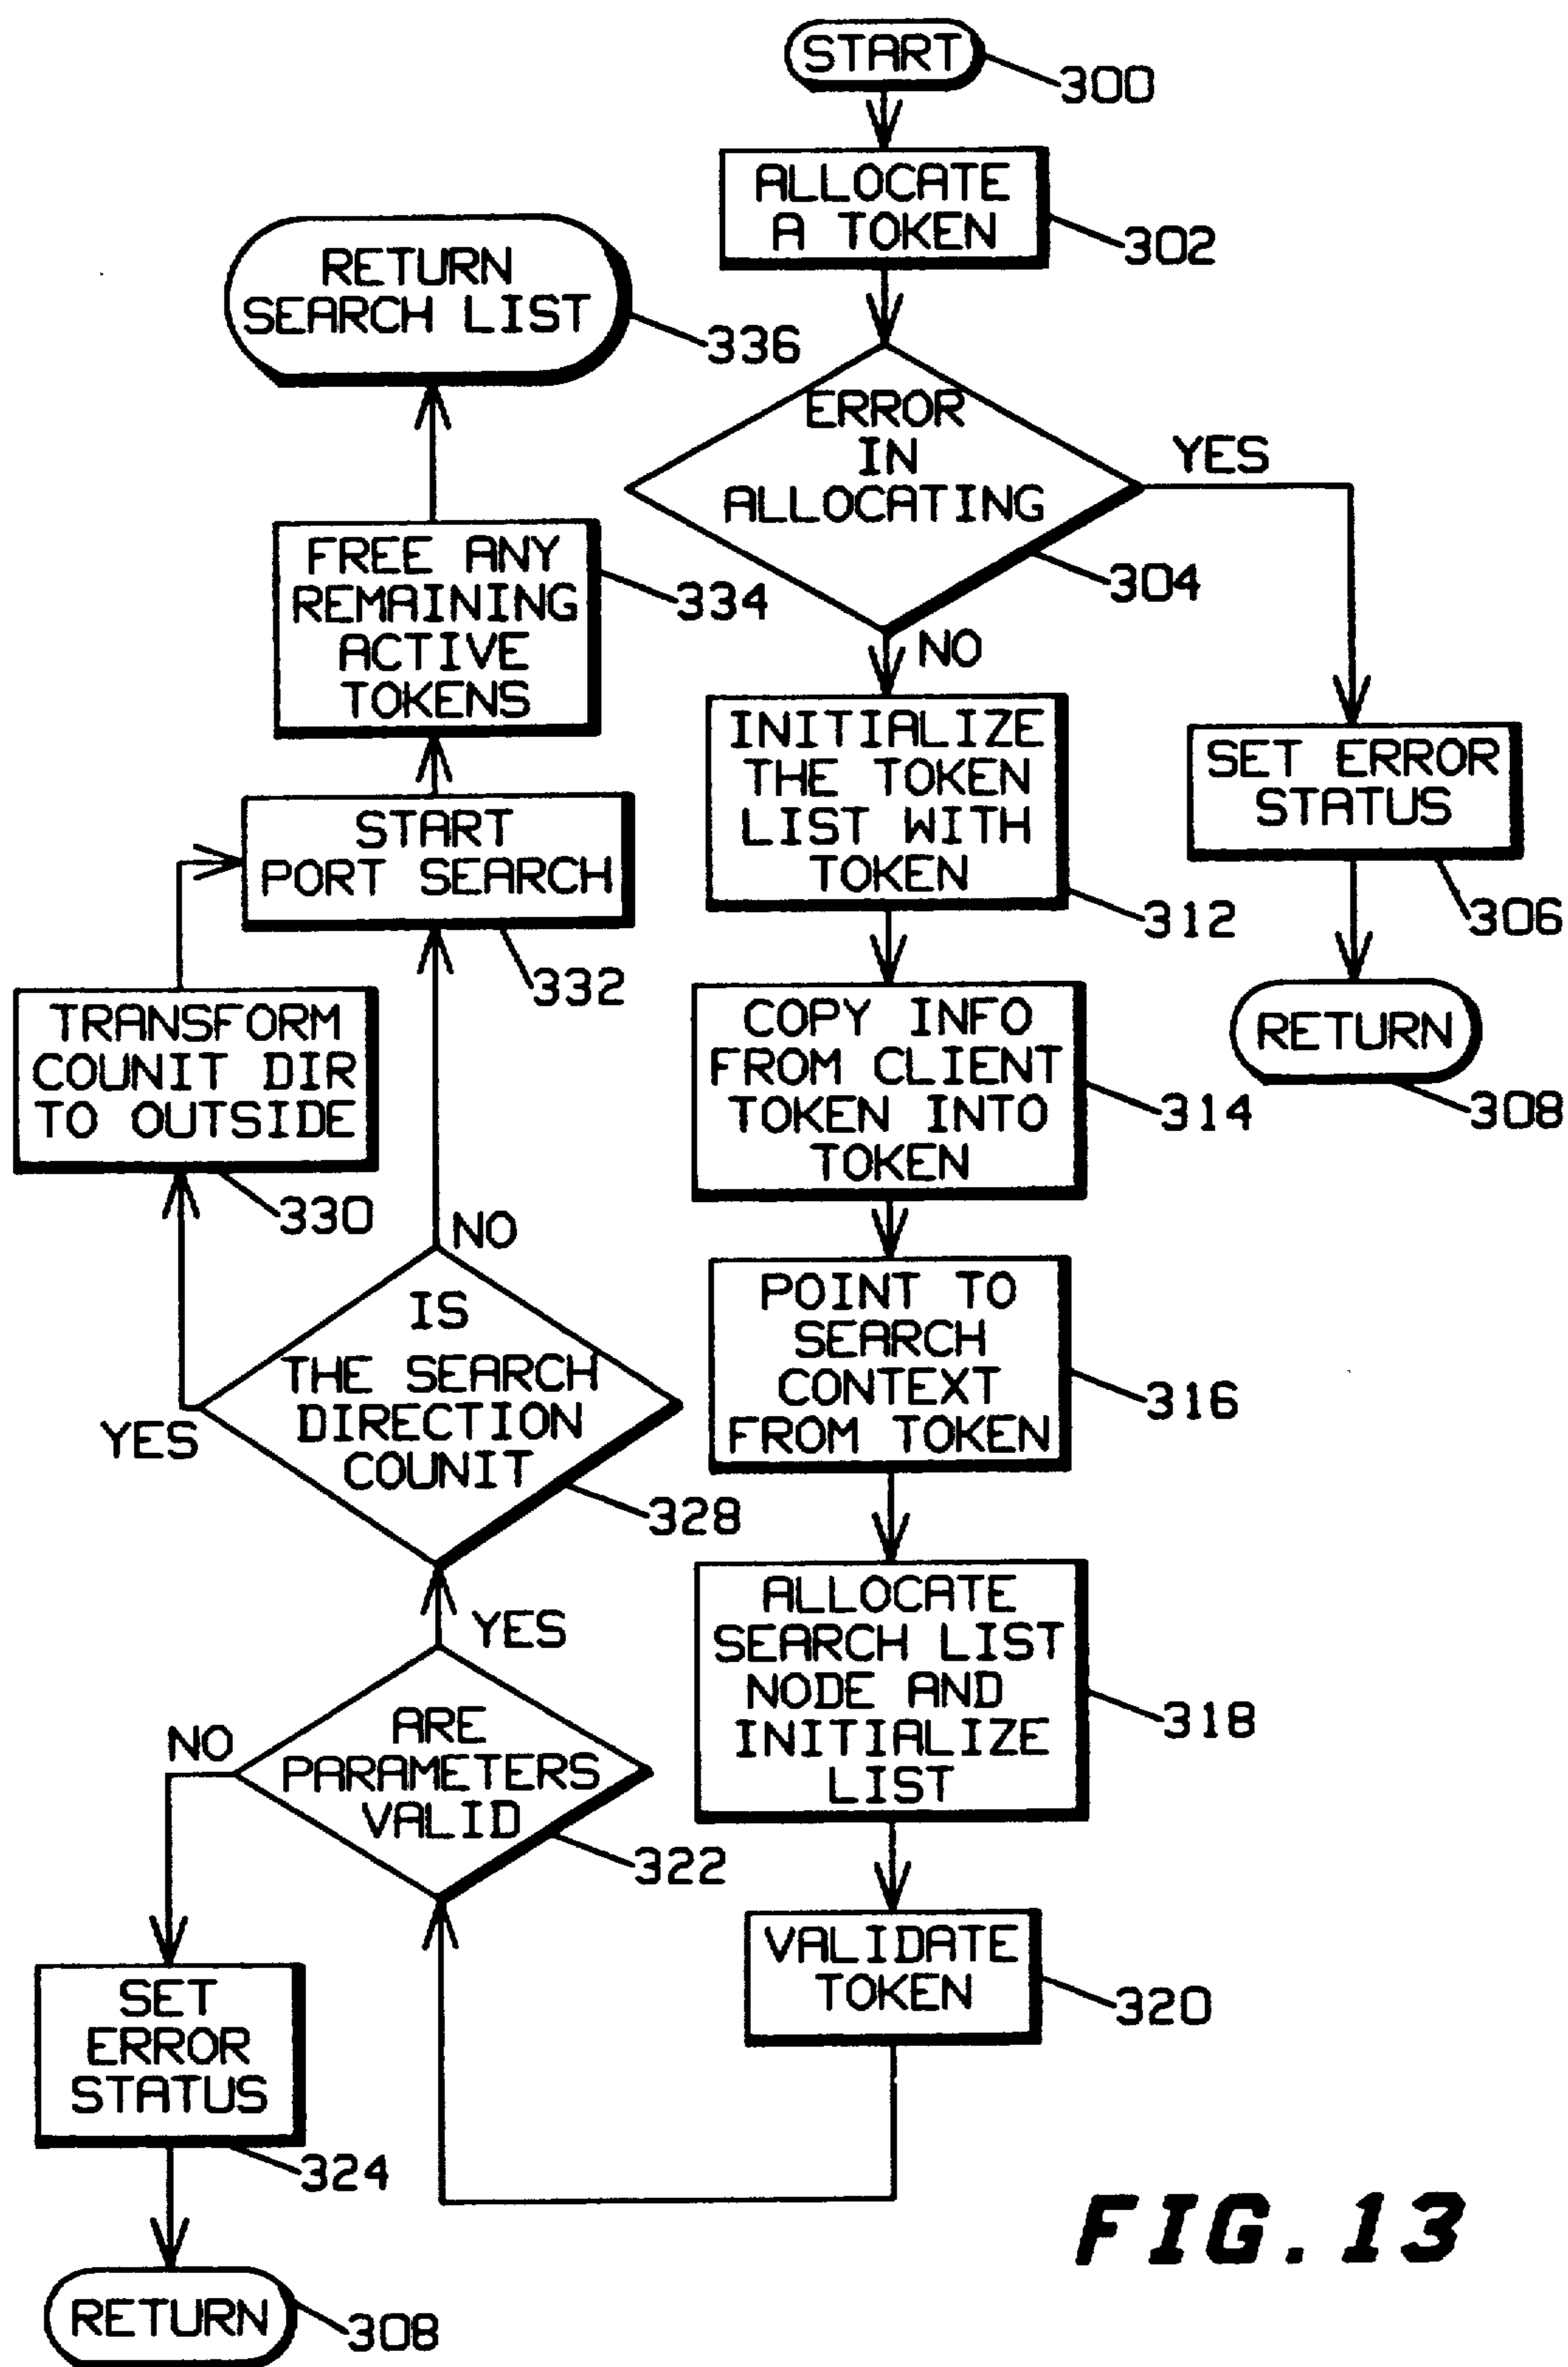 START
300
ALLOCATE
A TOKEN
302
ERROR
IN
ALLOCATING
304
YES
NO
SET ERROR
STATUS
306
RETURN
308
INITIALIZE
THE TOKEN
LIST WITH
TOKEN
312
COPY INFO
FROM CLIENT
TOKEN INTO
TOKEN
314
POINT TO
SEARCH
CONTEXT
FROM TOKEN
316
ALLOCATE
SEARCH LIST
NODE AND
INITIALIZE
LIST
318
VALIDATE
TOKEN
320
ARE
PARAMETERS
VALID
322
NO
SET
ERROR
STATUS
324
RETURN
308
YES
IS
THE SEARCH
DIRECTION
COUNIT
328
YES
TRANSFORM
COUNIT DIR
TO OUTSIDE
330
NO
START
PORT SEARCH
332
FREE ANY
REMAINING
ACTIVE
TOKENS
334
RETURN
SEARCH LIST
336
FIG. 13